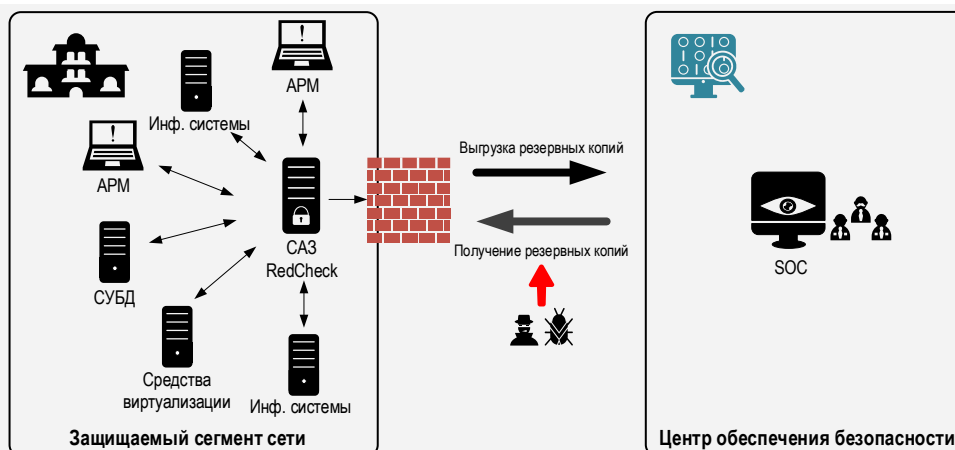 АРМ
Инф. системы
АРМ
САЗ
RedCheck
СУБД
Средства
виртуализации
Инф. системы
Защищаемый сегмент сети
Выгрузка резервных копий
Получение резервных копий
SOC
Центр обеспечения безопасности